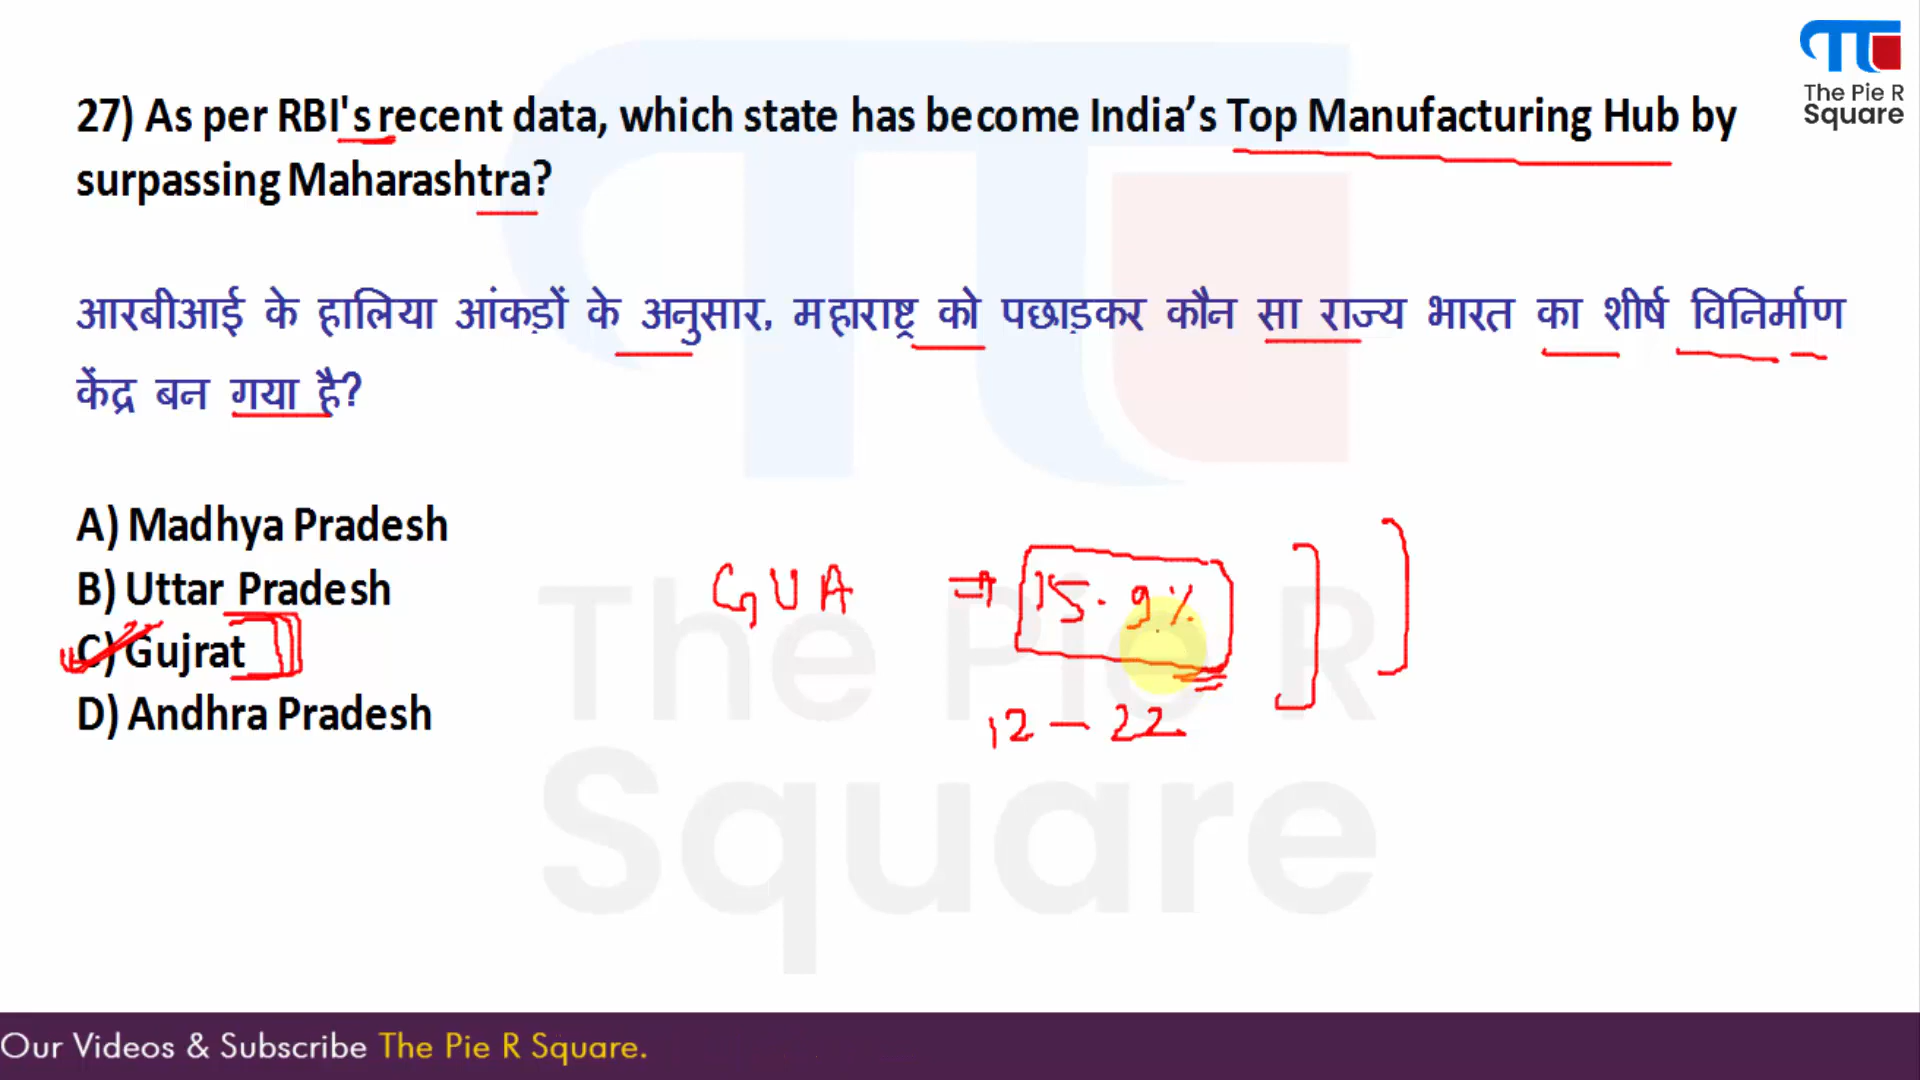 The Pie R
Square
27) As per RBI's recent data, which state has become India's Top Manufacturing Hub by
surpassing Maharashtra?
आरबीआई के हालिया आंकड़ों के अनुसार, महाराष्ट्र को पछाड़कर कौन सा राज्य भारत का शीर्ष विनिर्माण
केंद्र बन गया है?
A) Madhya Pradesh
B) Uttar Pradesh
C) Gujrat
D) Andhra Pradesh
GVA ⇒ 15.9%
12 – 22
The Pie R
Square
Our Videos & Subscribe The Pie R Square.